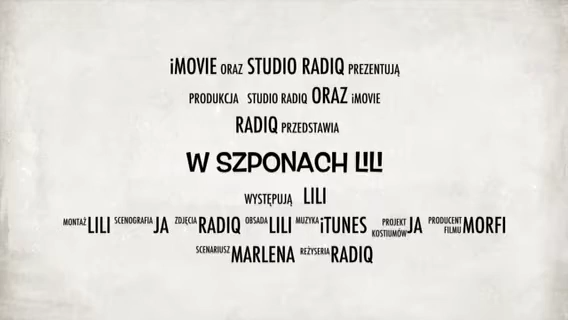 iMOVIE ORAZ STUDIO RADIQ PREZENTUJĄ
PRODUKCJA STUDIO RADIQ ORAZ iMOVIE
RADIQ PRZEDSTAWIA
W SZPONACH LILI
WYSTĘPUJĄ LILI
MONTAŻ LILI SCENOGRAFIA JA ZDJĘCIA RADIQ OBSADA LILI MUZYKA iTUNES PROJEKT KOSTIUMÓW JA PRODUCENT FILMU MORFI
SCENARIUSZ MARLENA REŻYSERIA RADIQ